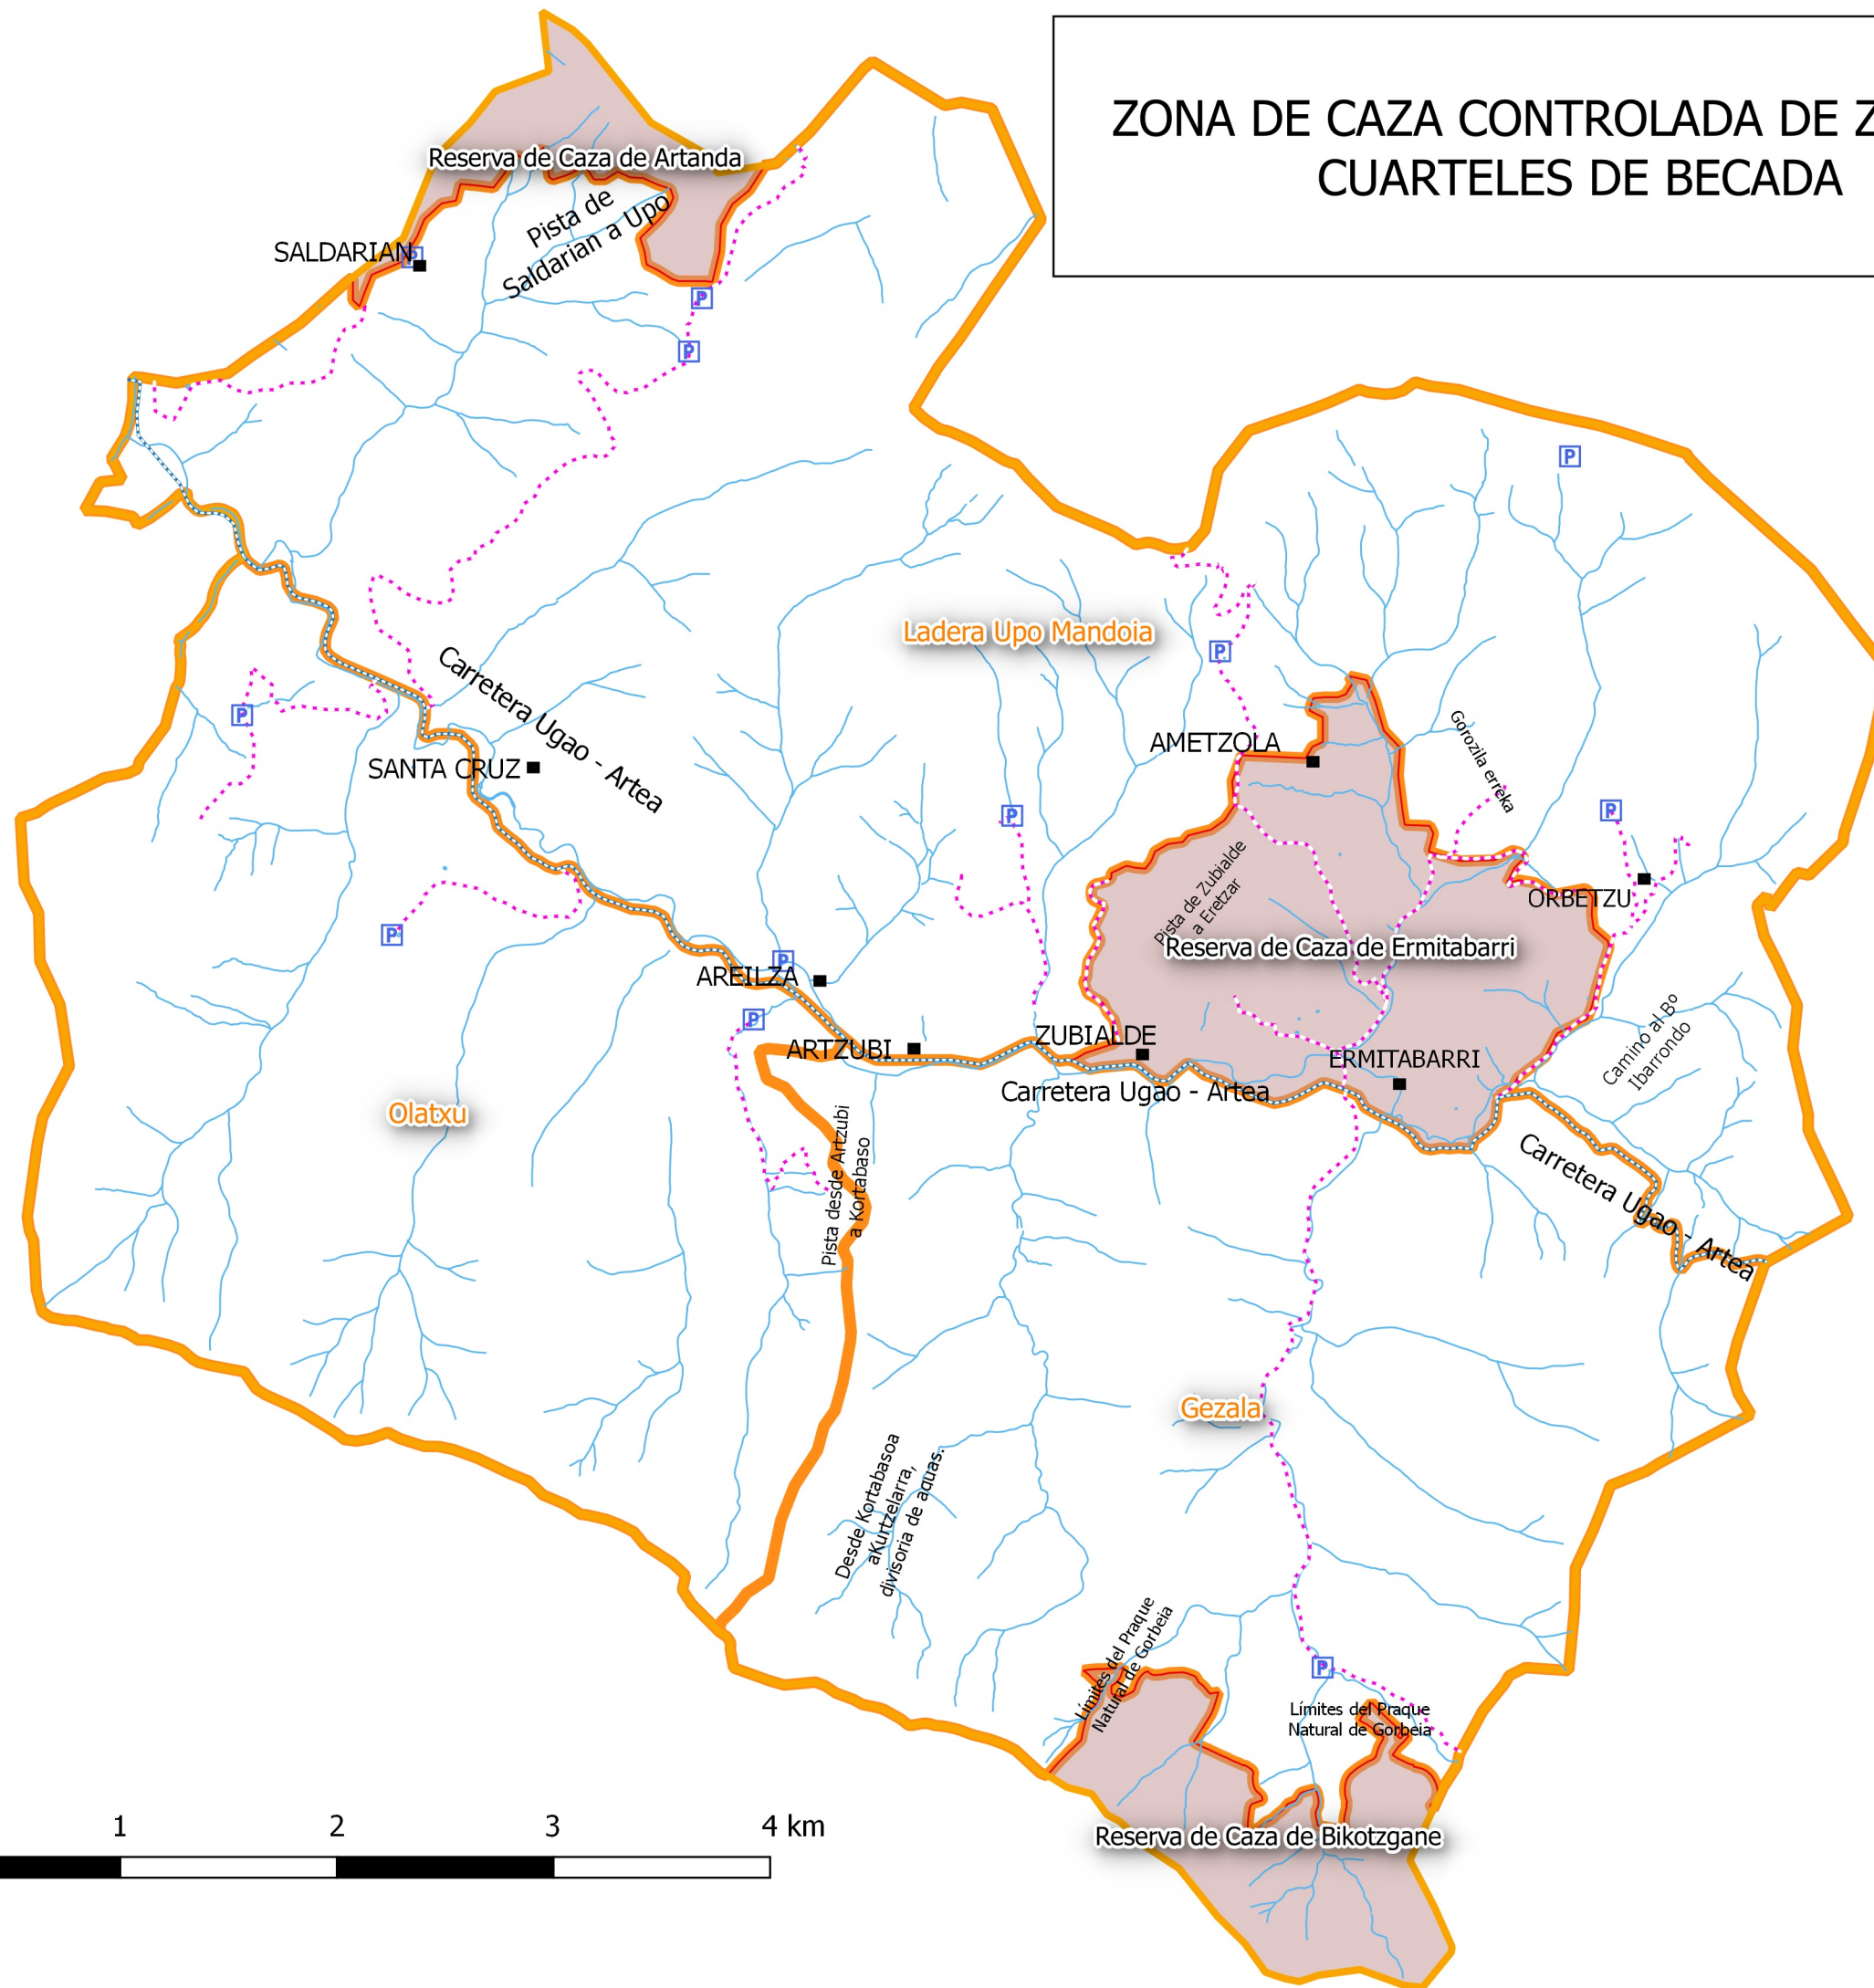 ZONA DE CAZA CONTROLADA DE
CUARTELES DE BECADA
Reserva de Caza de Artanda
Pista de
Saldarian a Upo
SALDARIAN
P
P
P
P
Ladera Upo Mandoia
P
Carretera Ugao - Artea
P
SANTA CRUZ
AMETZOLA
Gorozila erreka
P
P
Pista de Zubialde
a Eretzar
ORBETZU
P
Reserva de Caza de Ermitabarri
P
AREILZA
P
ARTZUBI
ZUBIALDE
ERMITABARRI
Camino al Bº
Ibarrondo
Carretera Ugao - Artea
Olatxu
Pista desde Artzubi
a Kortabaso
Carretera Ugao - Artea
Gezala
Desde Kortabasoa
aKurtzelarra,
divisoria de aguas.
Límites del Praque
Natural de Gorbeia
P
Límites del Praque
Natural de Gorbeia
Reserva de Caza de Bikotzgane
1 2 3 4 km